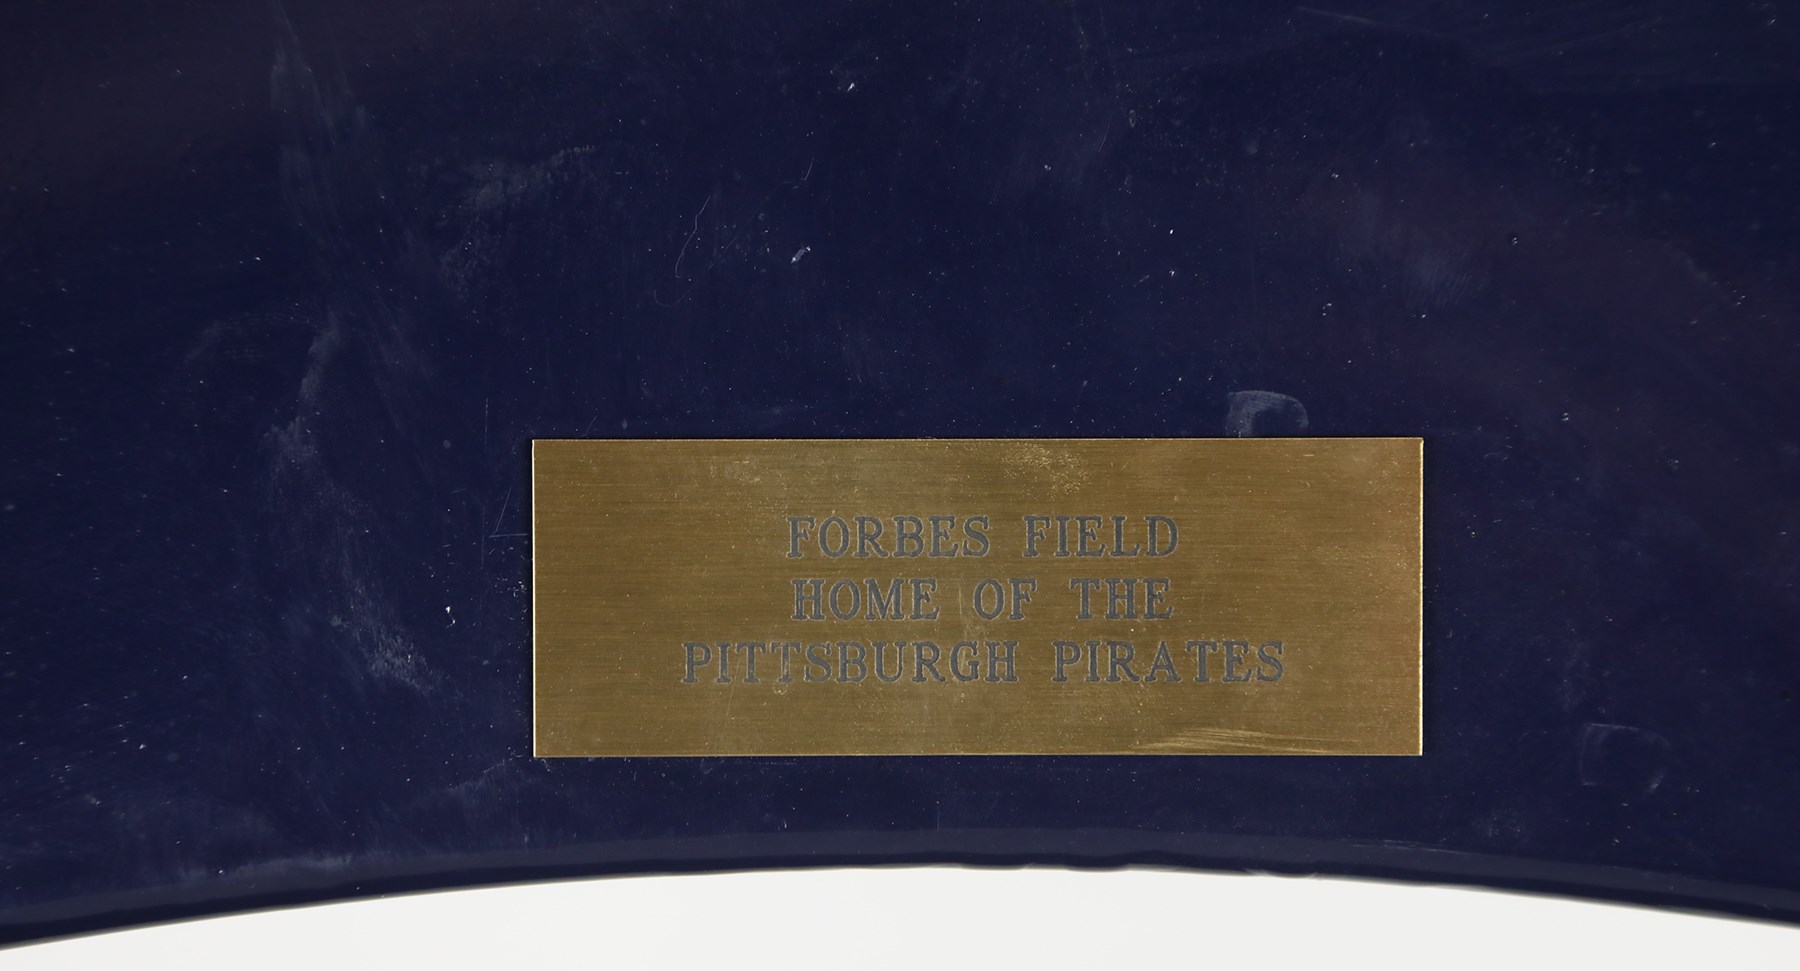 FORBES FIELD
HOME OF THE
PITTSBURGH PIRATES